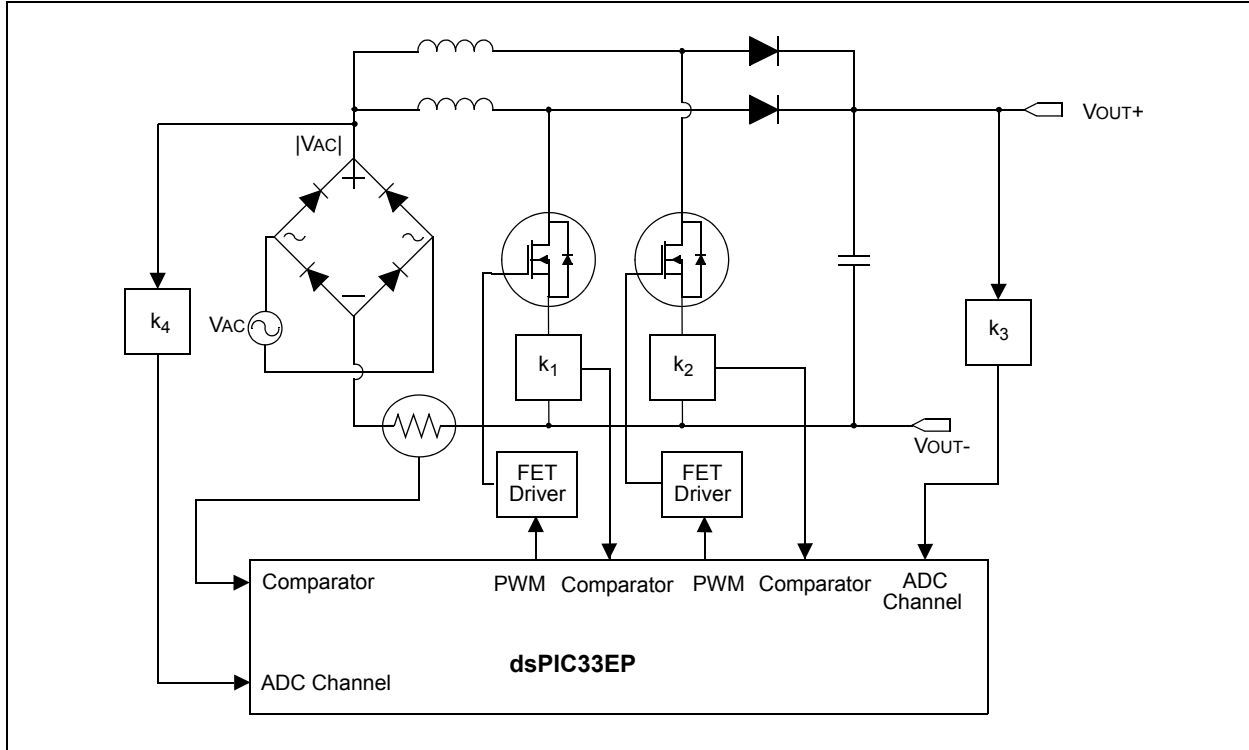 VOUT+
|VAC|
k4
VAC
k1
k2
k3
VOUT-
FET
Driver
FET
Driver
Comparator
PWM
Comparator
PWM
Comparator
ADC
Channel
dsPIC33EP
ADC Channel